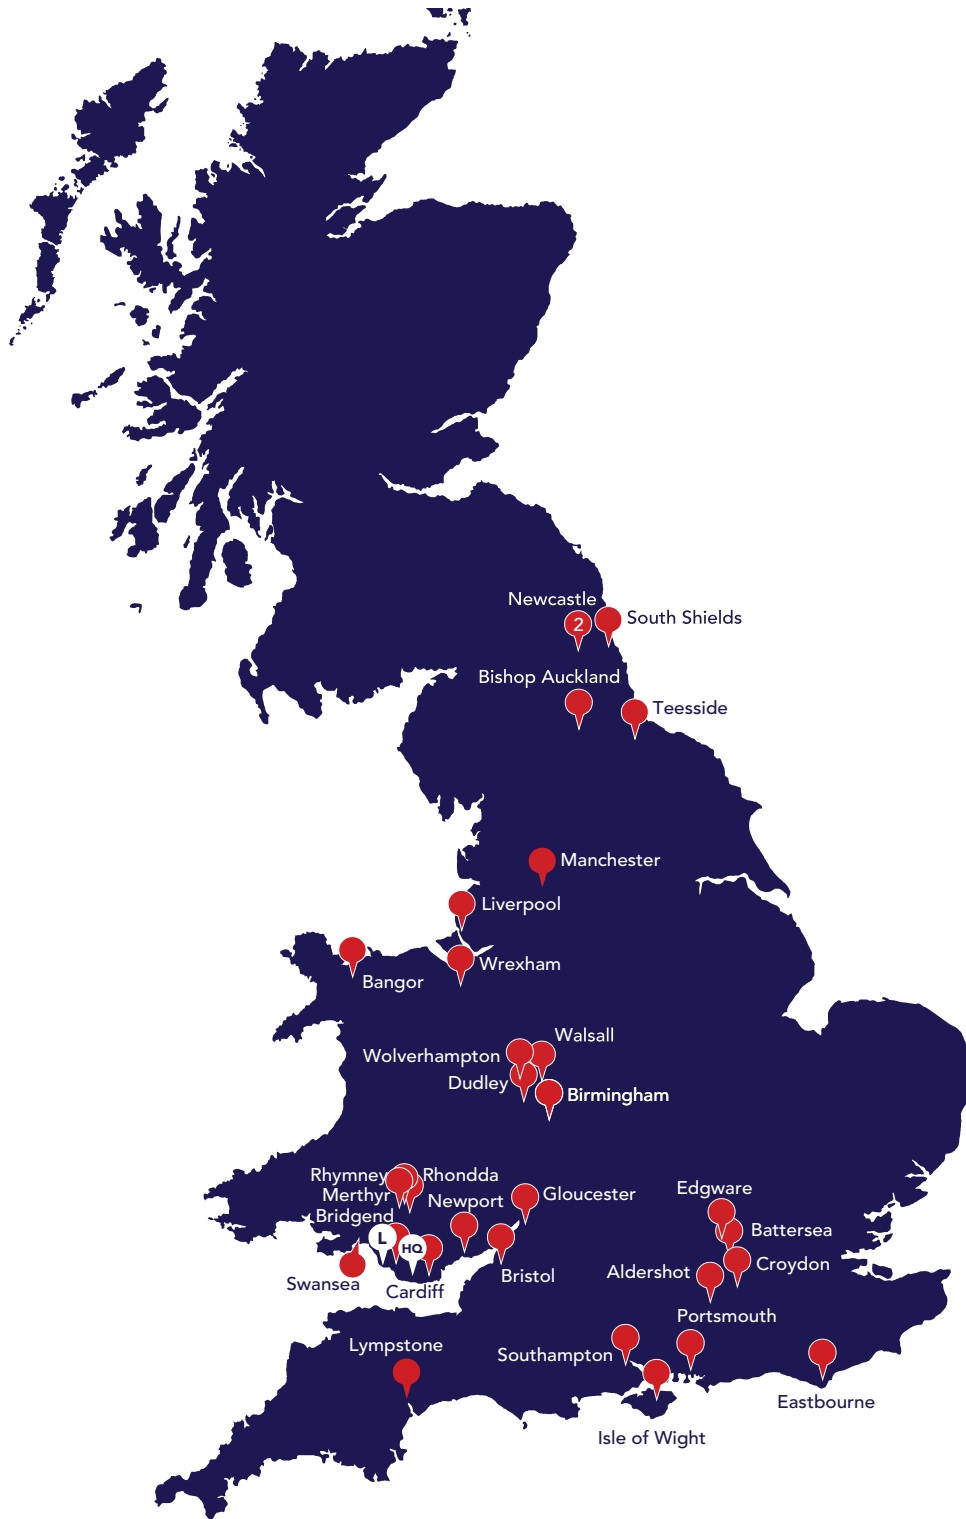 Newcastle
2
South Shields
Bishop Auckland
Teesside
Manchester
Liverpool
Wrexham
Bangor
Walsall
Wolverhampton
Dudley
Birmingham
Rhymney
Rhondda
Merthyr
Newport
Gloucester
Edgware
Bridgend
L
HQ
Battersea
Croydon
Swansea
Cardiff
Bristol
Aldershot
Portsmouth
Lympstone
Southampton
Eastbourne
Isle of Wight